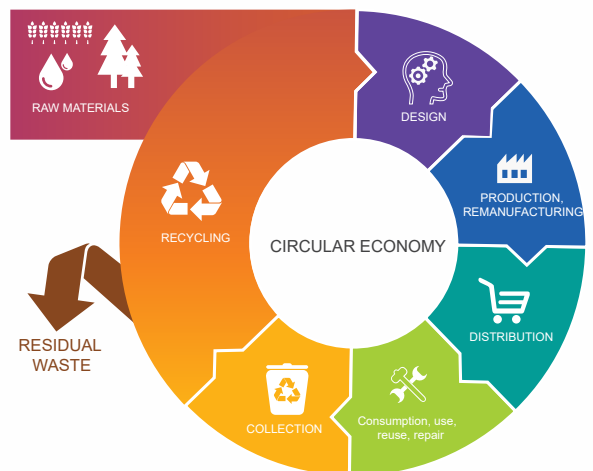 RAW MATERIALS
DESIGN
PRODUCTION,
REMANUFACTURING
RECYCLING
CIRCULAR ECONOMY
DISTRIBUTION
RESIDUAL
WASTE
COLLECTION
Consumption, use,
reuse, repair